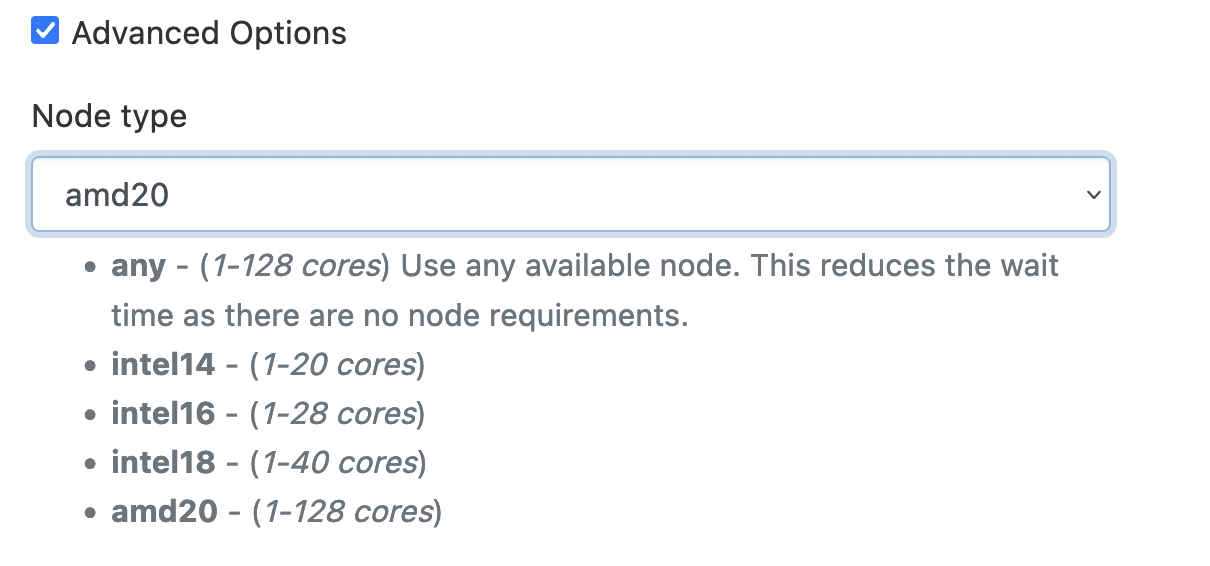 Advanced Options
Node type
amd20
• any - (1-128 cores) Use any available node. This reduces the wait
time as there are no node requirements.
• intel14 - (1-20 cores)
• intel16 - (1-28 cores)
• intel18 - (1-40 cores)
• amd20 - (1-128 cores)